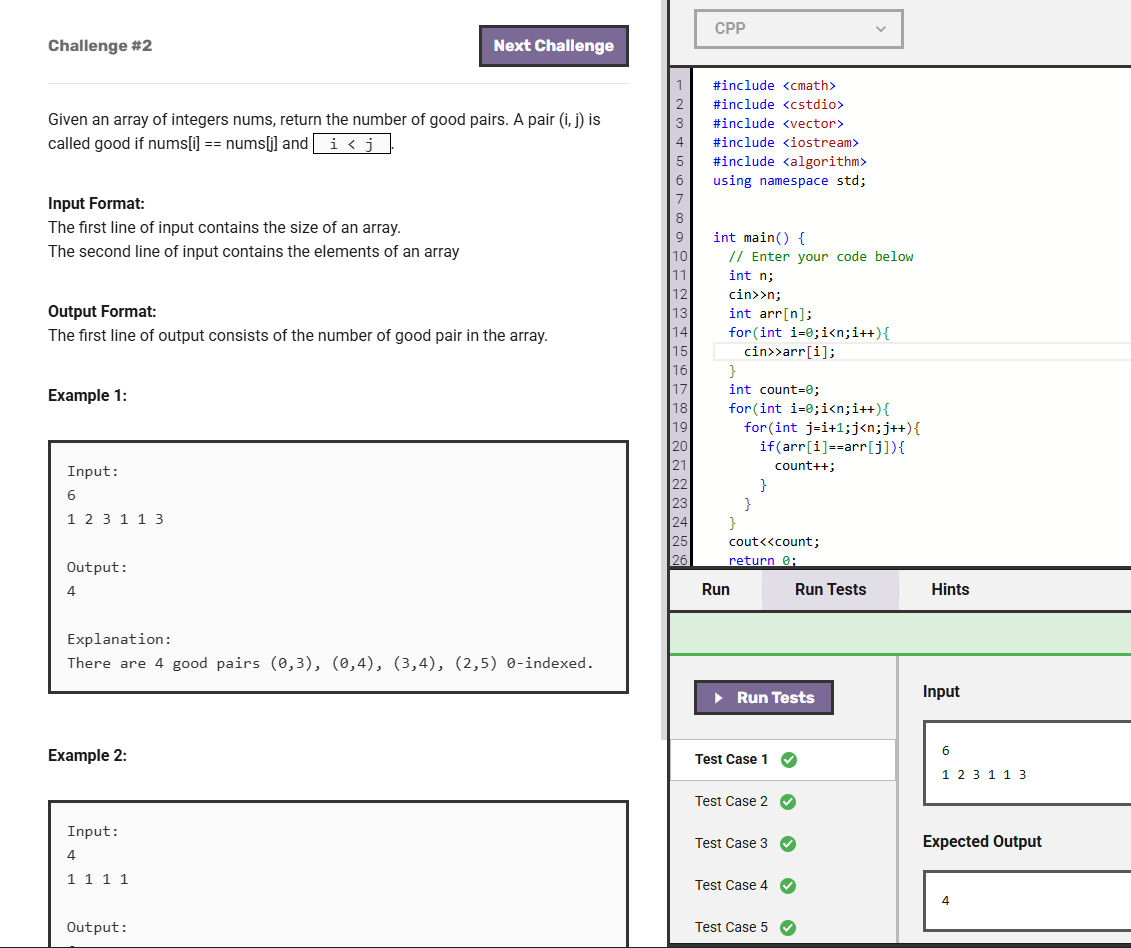 Challenge #2
Next Challenge
Given an array of integers nums, return the number of good pairs. A pair (i, j) is
called good if nums[i] == nums[j] and i < j.
Input Format:
The first line of input contains the size of an array.
The second line of input contains the elements of an array
Output Format:
The first line of output consists of the number of good pair in the array.
Example 1:
Input:
6
1 2 3 1 1 3
Output:
4
Explanation:
There are 4 good pairs (0,3), (0,4), (3,4), (2,5) 0-indexed.
Example 2:
Input:
4
1 1 1 1
Output:
CPP
1 #include <cmath>
2 #include <cstdio>
3 #include <vector>
4 #include <iostream>
5 #include <algorithm>
6 using namespace std;
7
8
9 int main() {
10 // Enter your code below
11 int n;
12 cin>>n;
13 int arr[n];
14 for(int i=0;i<n;i++){
15 cin>>arr[i];
16 }
17 int count=0;
18 for(int i=0;i<n;i++){
19 for(int j=i+1;j<n;j++){
20 if(arr[i]==arr[j]){
21 count++;
22 }
23 }
24 }
25 cout<<count;
26 return 0;
Run
Run Tests
Hints
Run Tests
Test Case 1
Test Case 2
Test Case 3
Test Case 4
Test Case 5
Input
6
1 2 3 1 1 3
Expected Output
4